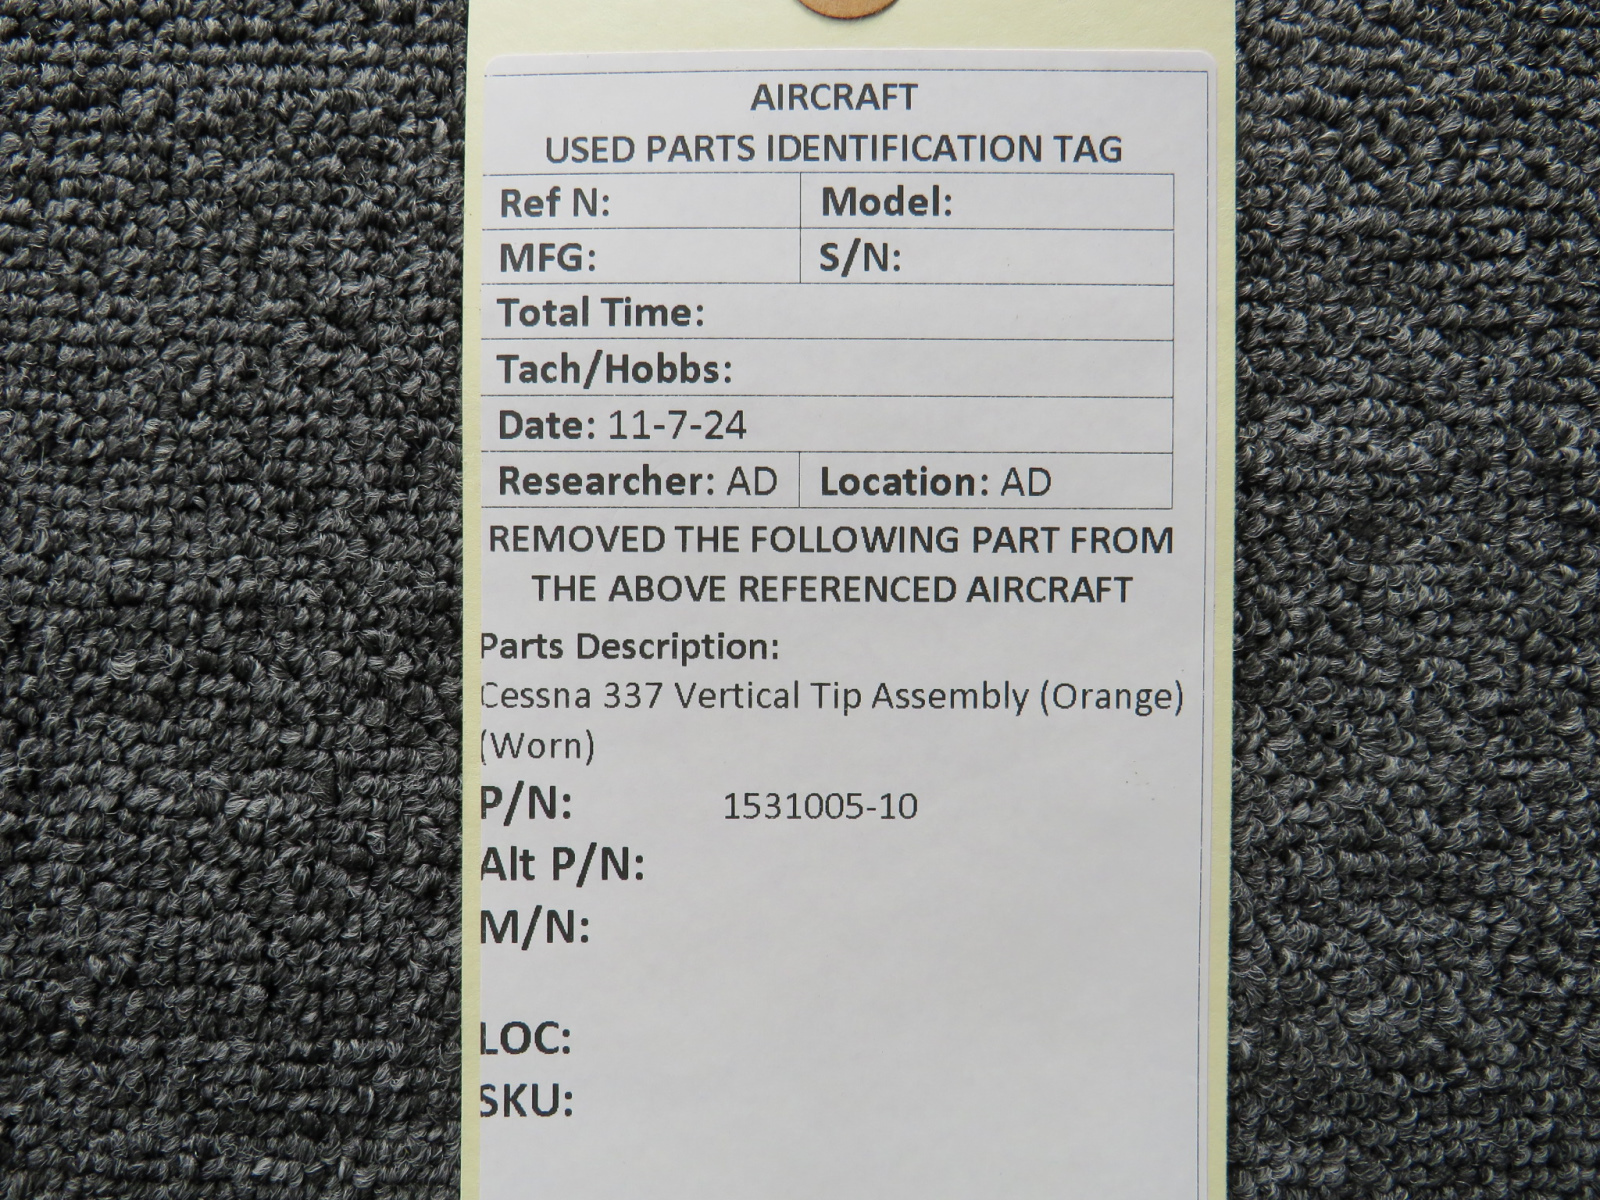 AIRCRAFT
USED PARTS IDENTIFICATION TAG
Ref N: Model:
MFG: S/N:
Total Time:
Tach/Hobbs:
Date: 11-7-24
Researcher: AD Location: AD
REMOVED THE FOLLOWING PART FROM
THE ABOVE REFERENCED AIRCRAFT
Parts Description:
Cessna 337 Vertical Tip Assembly (Orange)
(Worn)
P/N: 1531005-10
Alt P/N:
M/N:
LOC:
SKU: